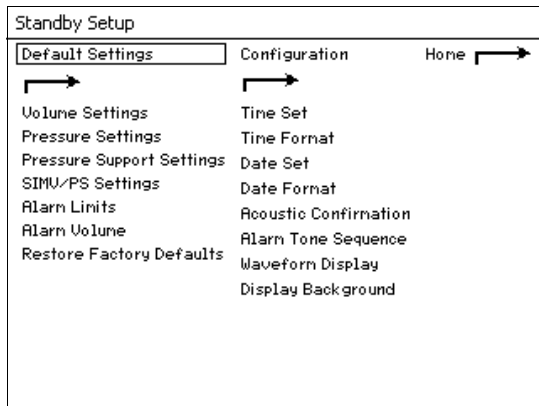 Standby Setup
Default Settings
Configuration
Home
Volume Settings
Pressure Settings
Pressure Support Settings
SIMV/PS Settings
Alarm Limits
Alarm Volume
Restore Factory Defaults
Time Set
Time Format
Date Set
Date Format
Acoustic Confirmation
Alarm Tone Sequence
Waveform Display
Display Background